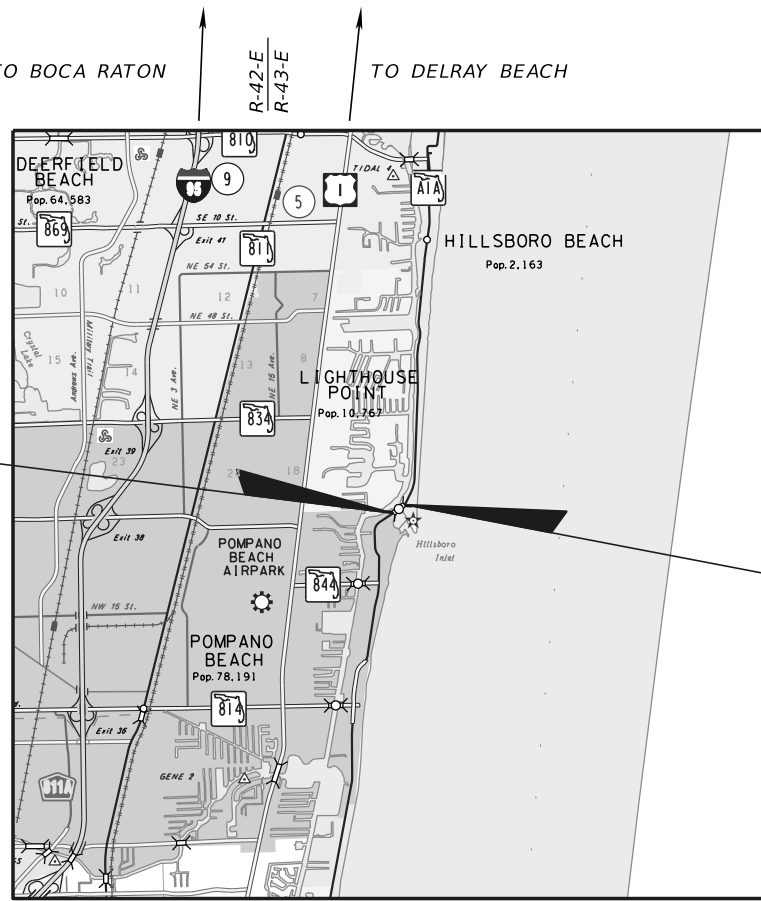 TO BOCA RATON
R-42-E
R-43-E
TO DELRAY BEACH
810
DEERFIELD
BEACH
Pop. 64,583
TIDAL 4
95
9
5
1
A1A
St.
869
SE 10 St.
Exit 41
811
HILLSBORO BEACH
Pop. 2,163
NE 54 St.
10
11
12
7
NE 48 St.
Crystal
Lake
15
Andrews Ave.
Military Trail
14
NE 3 Ave.
13
NE 15 Ave.
8
LIGHTHOUSE
POINT
Pop. 10,767
834
Exit 39
23
18
Exit 38
Hillsboro
Inlet
POMPANO
BEACH
AIRPARK
844
NW 15 St.
POMPANO
BEACH
Pop. 78,191
814
Exit 36
811A
GENE 2